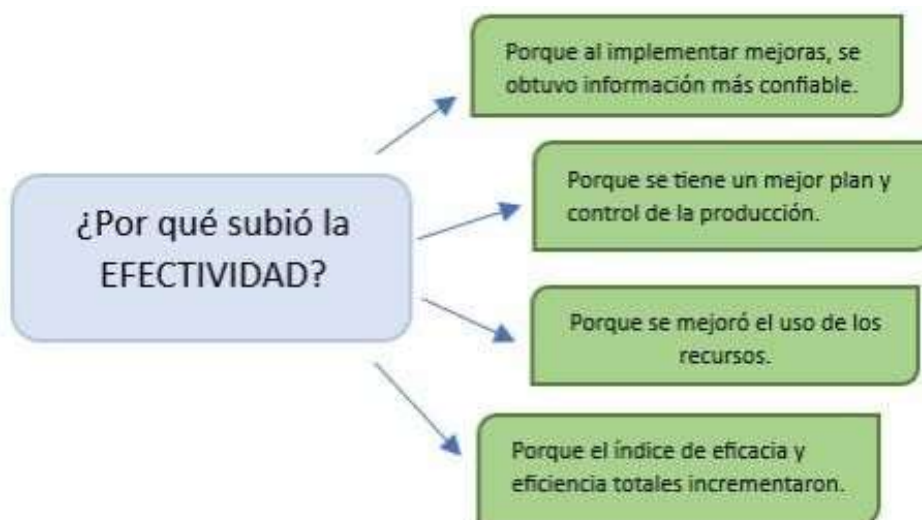 Porque al implementar mejoras, se
obtuvo información más confiable.
Porque se tiene un mejor plan y
control de la producción.
¿Por qué subió la
EFECTIVIDAD?
Porque se mejoró el uso de los
recursos.
Porque el índice de eficacia y
eficiencia totales incrementaron.